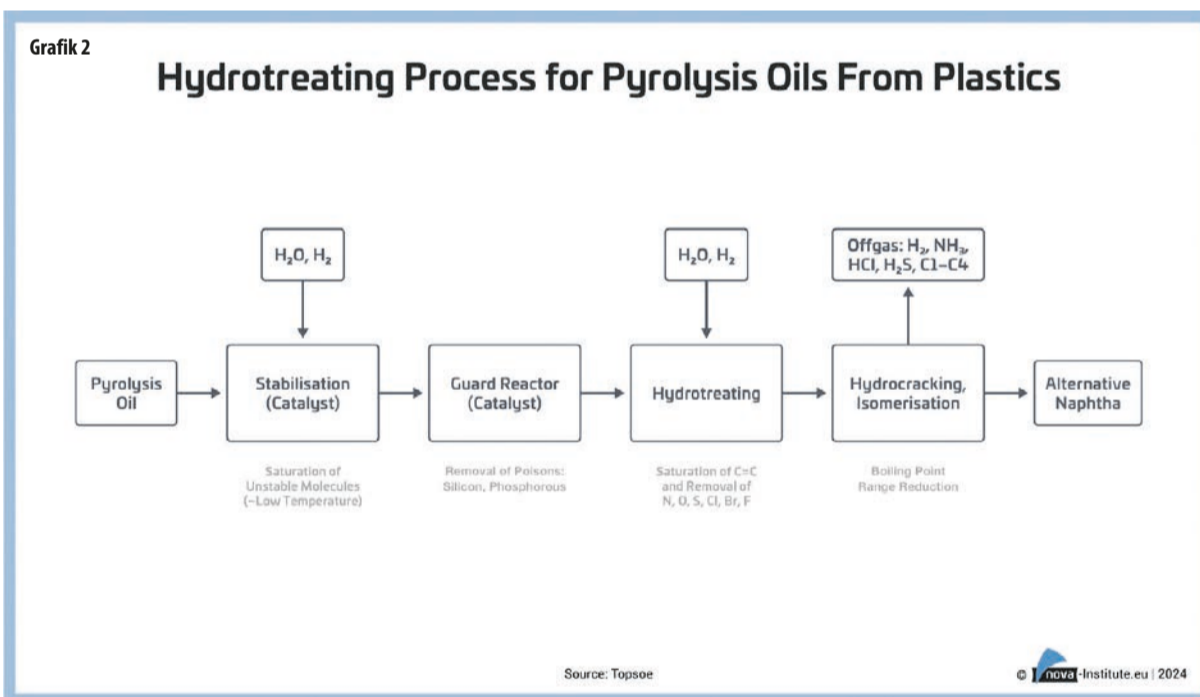 Grafik 2
Hydrotreating Process for Pyrolysis Oils From Plastics
H₂O, H₂
H₂O, H₂
Offgas: H₂, NH₃,
HCl, H₂S, C1–C4
Pyrolysis
Oil
Stabilisation
(Catalyst)
Guard Reactor
(Catalyst)
Hydrotreating
Hydrocracking,
Isomerisation
Alternative
Naphtha
Saturation of
Unstable Molecules
(~Low Temperature)
Removal of Poisons:
Silicon, Phosphorous
Saturation of C=C
and Removal of
N, O, S, Cl, Br, F
Boiling Point
Range Reduction
Source: Topsoe
© nova-Institute.eu | 2024